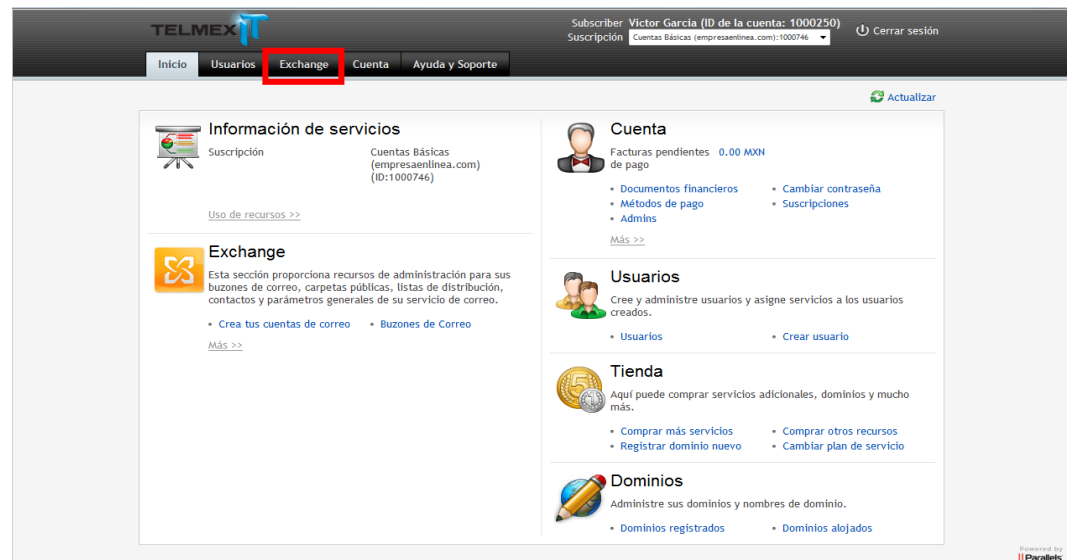 TELMEX IT
Subscriber Victor Garcia (ID de la cuenta: 1000250)
Suscripción Cuentas Básicas (empresaenlinea.com):1000746
Cerrar sesión
Inicio Usuarios Exchange Cuenta Ayuda y Soporte
Actualizar
Información de servicios
Suscripción Cuentas Básicas
(empresaenlinea.com)
(ID:1000746)
Uso de recursos >>
Exchange
Esta sección proporciona recursos de administración para sus
buzones de correo, carpetas públicas, listas de distribución,
contactos y parámetros generales de su servicio de correo.
• Crea tus cuentas de correo • Buzones de Correo
Más >>
Cuenta
Facturas pendientes 0.00 MXN
de pago
• Documentos financieros • Cambiar contraseña
• Métodos de pago • Suscripciones
• Admins
Más >>
Usuarios
Cree y administre usuarios y asigne servicios a los usuarios
creados.
• Usuarios • Crear usuario
Tienda
Aquí puede comprar servicios adicionales, dominios y mucho
más.
• Comprar más servicios • Comprar otros recursos
• Registrar dominio nuevo • Cambiar plan de servicio
Dominios
Administre sus dominios y nombres de dominio.
• Dominios registrados • Dominios alojados
Powered by
Parallels